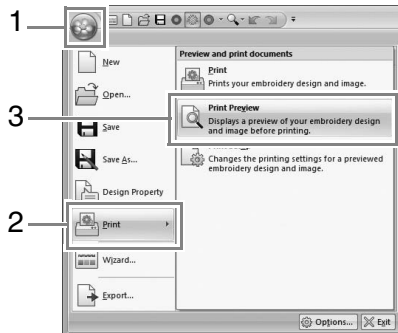 1
2
3
New
Open...
Save
Save As...
Design Property
Print
Wizard...
Export...
Preview and print documents
Print
Prints your embroidery design and image.
Print Preview
Displays a preview of your embroidery design
and image before printing.
Changes the printing settings for a previewed
embroidery design and image.
Options...
Exit